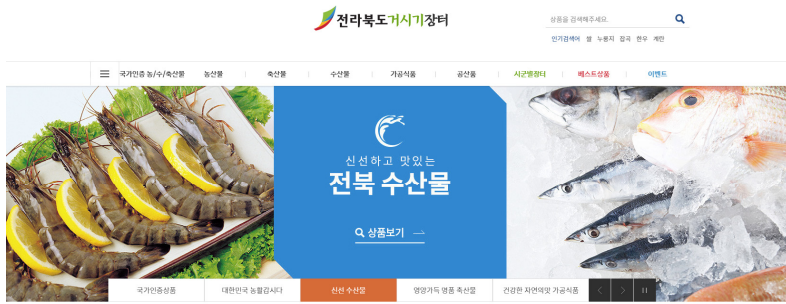 전라북도거시기장터
상품을 검색해주세요.
인기검색어 쌀 누룽지 잡곡 한우 계란
국가인증 농/수/축산물 농산물 축산물 수산물 가공식품 공산품 시군별장터 베스트상품 이벤트
신선하고 맛있는
전북 수산물
상품보기
국가인증상품 대한민국 농활갑시다 신선 수산물 영양가득 명품 축산물 건강한 자연의맛 가공식품